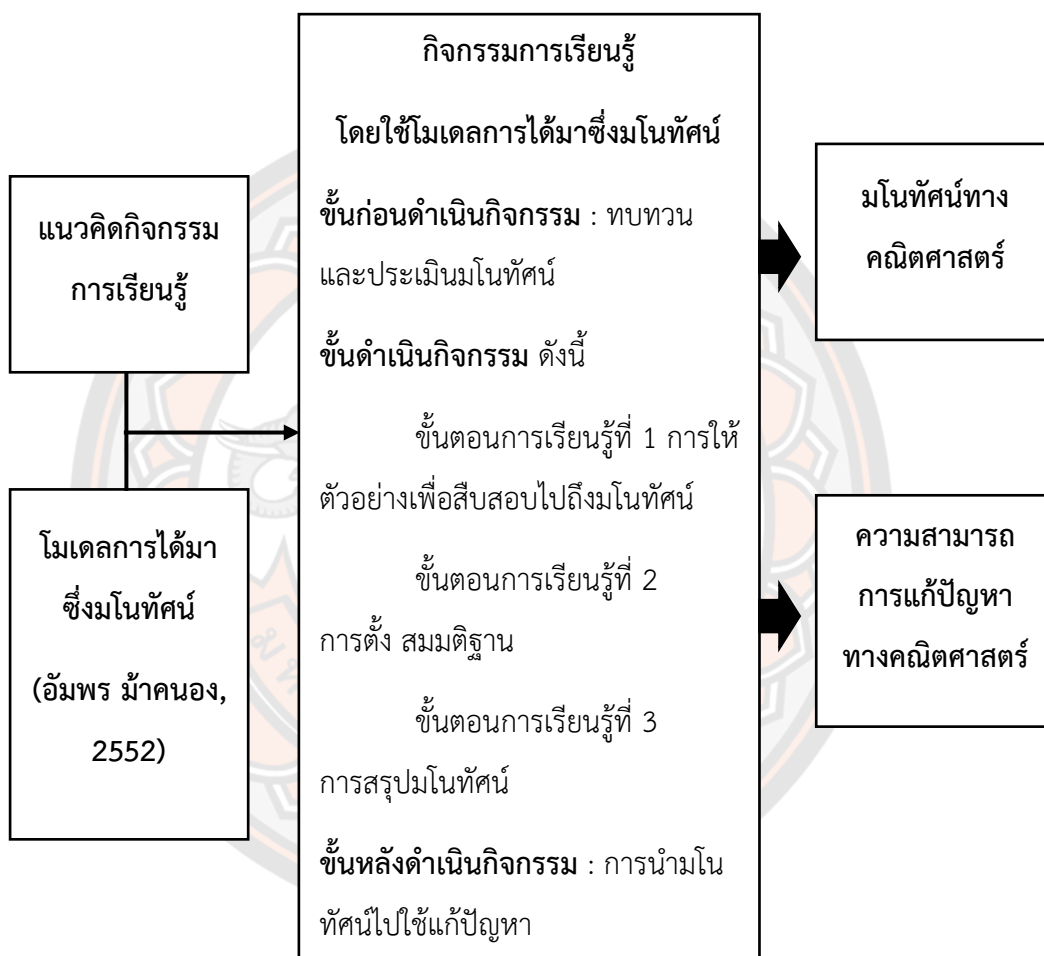 แนวคิดกิจกรรม
การเรียนรู้
โมเดลการได้มา
ซึ่งมโนทัศน์
(อัมพร ม้าคนอง,
2552)
กิจกรรมการเรียนรู้
โดยใช้โมเดลการได้มาซึ่งมโนทัศน์
ขั้นก่อนดำเนินกิจกรรม : ทบทวน
และประเมินมโนทัศน์
ขั้นดำเนินกิจกรรม ดังนี้
ขั้นตอนการเรียนรู้ที่ 1 การให้
ตัวอย่างเพื่อสืบสอบไปถึงมโนทัศน์
ขั้นตอนการเรียนรู้ที่ 2
การตั้ง สมมติฐาน
ขั้นตอนการเรียนรู้ที่ 3
การสรุปมโนทัศน์
ขั้นหลังดำเนินกิจกรรม : การนำมโน
ทัศน์ไปใช้แก้ปัญหา
มโนทัศน์ทาง
คณิตศาสตร์
ความสามารถ
การแก้ปัญหา
ทางคณิตศาสตร์